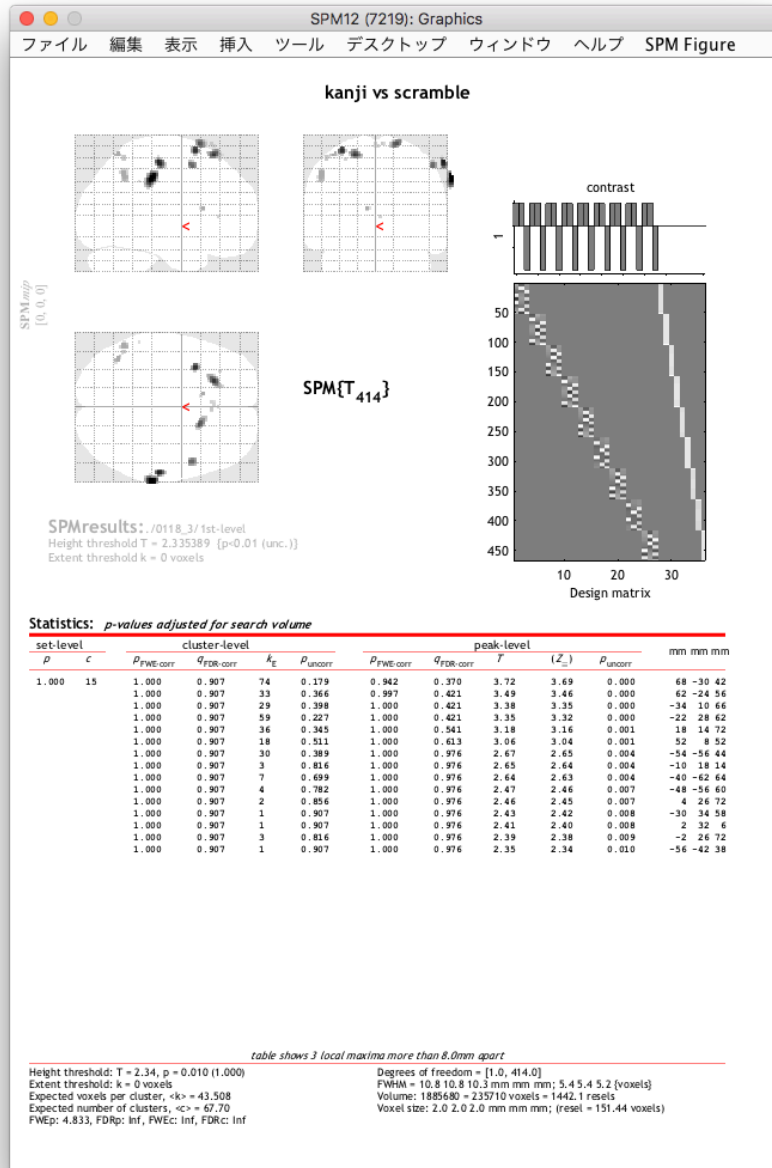 SPM12 (7219): Graphics
ファイル 編集 表示 挿入 ツール デスクトップ ウィンドウ ヘルプ SPM Figure
kanji vs scramble
SPMmip
[0, 0, 0]
<
<
<
SPM{T414}
contrast
1
50
100
150
200
250
300
350
400
450
10 20 30
Design matrix
SPMresults: ./0118_3/1st-level
Height threshold T = 2.335389 {p<0.01 (unc.)}
Extent threshold k = 0 voxels
Statistics: p-values adjusted for search volume
set-level cluster-level peak-level mm mm mm
p c pFWE-corr qFDR-corr kE puncorr pFWE-corr qFDR-corr T (Z≡) puncorr
1.000 15 1.000 0.907 74 0.179 0.942 0.370 3.72 3.69 0.000 68 -30 42
1.000 0.907 33 0.366 0.997 0.421 3.49 3.46 0.000 62 -24 56
1.000 0.907 29 0.398 1.000 0.421 3.38 3.35 0.000 -34 10 66
1.000 0.907 59 0.227 1.000 0.421 3.35 3.32 0.000 -22 28 62
1.000 0.907 36 0.345 1.000 0.541 3.18 3.16 0.001 18 14 72
1.000 0.907 18 0.511 1.000 0.613 3.06 3.04 0.001 52 8 52
1.000 0.907 30 0.389 1.000 0.976 2.67 2.65 0.004 -54 -56 44
1.000 0.907 3 0.816 1.000 0.976 2.65 2.64 0.004 -10 18 14
1.000 0.907 7 0.699 1.000 0.976 2.64 2.63 0.004 -40 -62 64
1.000 0.907 4 0.782 1.000 0.976 2.47 2.46 0.007 -48 -56 60
1.000 0.907 2 0.856 1.000 0.976 2.46 2.45 0.007 4 26 72
1.000 0.907 1 0.907 1.000 0.976 2.43 2.42 0.008 -30 34 58
1.000 0.907 1 0.907 1.000 0.976 2.41 2.40 0.008 2 32 6
1.000 0.907 3 0.816 1.000 0.976 2.39 2.38 0.009 -2 26 72
1.000 0.907 1 0.907 1.000 0.976 2.35 2.34 0.010 -56 -42 38
table shows 3 local maxima more than 8.0mm apart
Height threshold: T = 2.34, p = 0.010 (1.000)
Extent threshold: k = 0 voxels
Expected voxels per cluster, <k> = 43.508
Expected number of clusters, <c> = 67.70
FWEp: 4.833, FDRp: Inf, FWEc: Inf, FDRc: Inf
Degrees of freedom = [1.0, 414.0]
FWHM = 10.8 10.8 10.3 mm mm mm; 5.4 5.4 5.2 {voxels}
Volume: 1885680 = 235710 voxels = 1442.1 resels
Voxel size: 2.0 2.0 2.0 mm mm mm; (resel = 151.44 voxels)